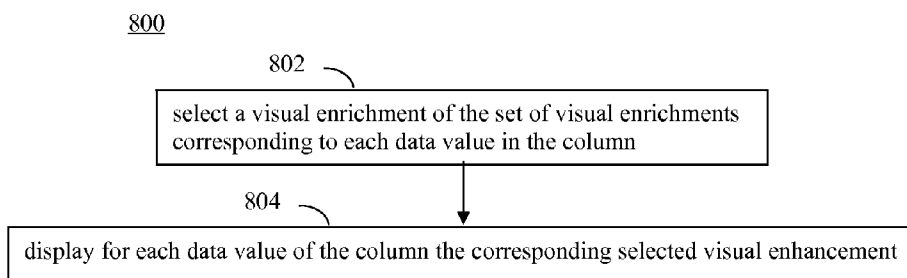 800
802
select a visual enrichment of the set of visual enrichments
corresponding to each data value in the column
804
display for each data value of the column the corresponding selected visual enhancement